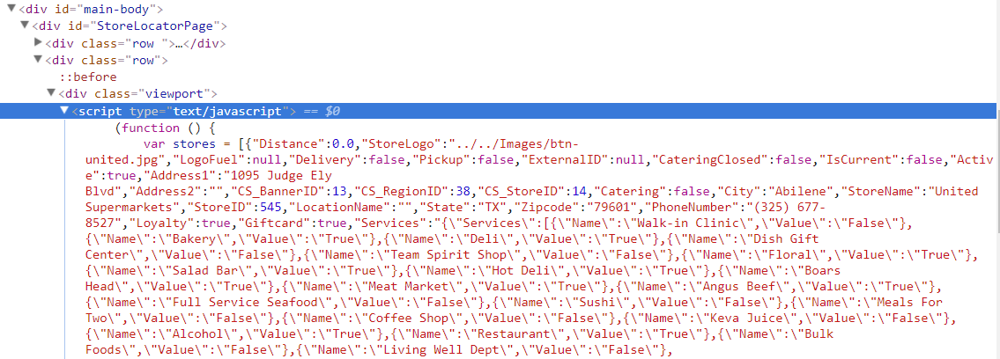 ▼<div id="main-body">
▼<div id="StoreLocatorPage">
▶<div class="row ">…</div>
▼<div class="row">
::before
▼<div class="viewport">
▼<script type="text/javascript"> == $0
(function () {
var stores = [{"Distance":0.0,"StoreLogo":"../../Images/btn-
united.jpg","LogoFuel":null,"Delivery":false,"Pickup":false,"ExternalID":null,"CateringClosed":false,"IsCurrent":false,"Activ
e":true,"Address1":"1095 Judge Ely
Blvd","Address2":"","CS_BannerID":13,"CS_RegionID":38,"CS_StoreID":14,"Catering":false,"City":"Abilene","StoreName":"United
Supermarkets","StoreID":545,"LocationName":"","State":"TX","Zipcode":"79601","PhoneNumber":"(325) 677-
8527","Loyalty":true,"Giftcard":true,"Services":"{\"Services\":[{\"Name\":\"Walk-in Clinic\",\"Value\":\"False\"},
{\"Name\":\"Bakery\",\"Value\":\"True\"},{\"Name\":\"Deli\",\"Value\":\"True\"},{\"Name\":\"Dish Gift
Center\",\"Value\":\"False\"},{\"Name\":\"Team Spirit Shop\",\"Value\":\"False\"},{\"Name\":\"Floral\",\"Value\":\"True\"},
{\"Name\":\"Salad Bar\",\"Value\":\"True\"},{\"Name\":\"Hot Deli\",\"Value\":\"True\"},{\"Name\":\"Boars
Head\",\"Value\":\"True\"},{\"Name\":\"Meat Market\",\"Value\":\"True\"},{\"Name\":\"Angus Beef\",\"Value\":\"True\"},
{\"Name\":\"Full Service Seafood\",\"Value\":\"False\"},{\"Name\":\"Sushi\",\"Value\":\"False\"},{\"Name\":\"Meals For
Two\",\"Value\":\"False\"},{\"Name\":\"Coffee Shop\",\"Value\":\"False\"},{\"Name\":\"Keva Juice\",\"Value\":\"False\"},
{\"Name\":\"Alcohol\",\"Value\":\"True\"},{\"Name\":\"Restaurant\",\"Value\":\"True\"},{\"Name\":\"Bulk
Foods\",\"Value\":\"False\"},{\"Name\":\"Living Well Dept\",\"Value\":\"False\"},